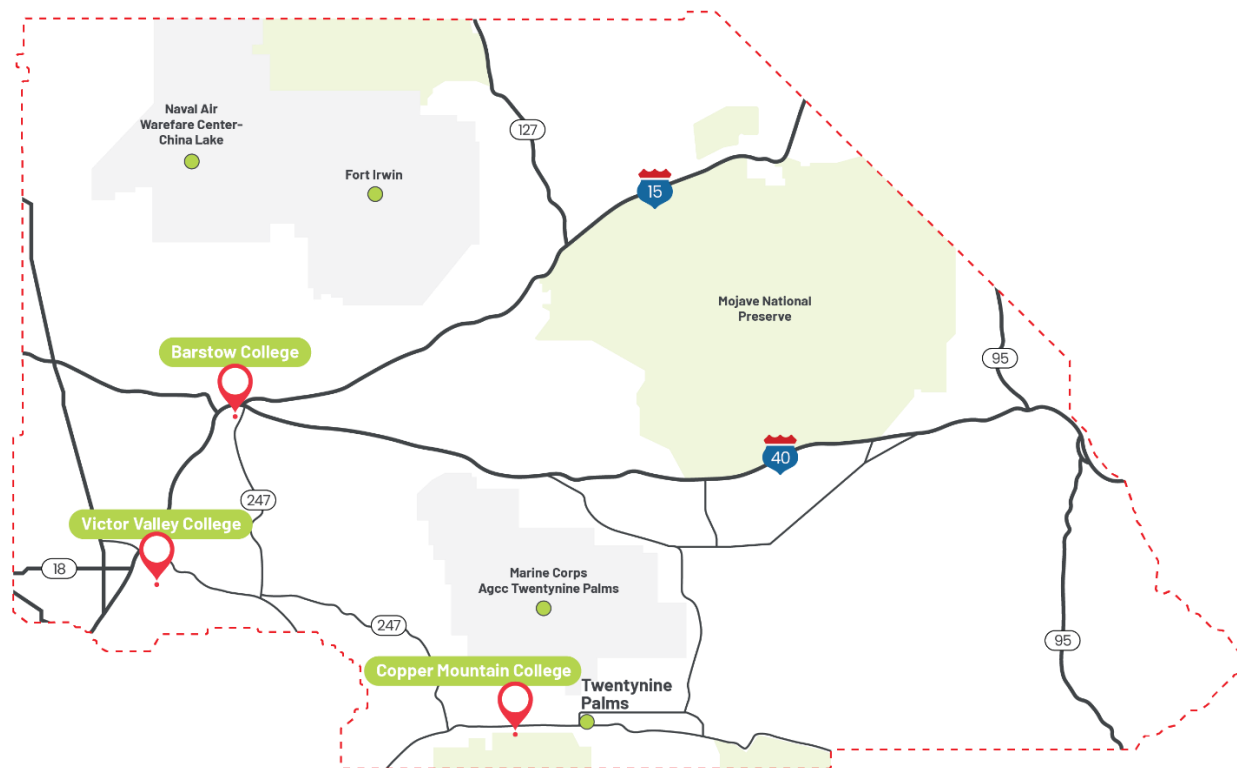 Naval Air
Warefare Center-
China Lake
Fort Irwin
127
15
Mojave National
Preserve
Barstow College
95
40
247
Victor Valley College
18
Marine Corps
Agcc Twentynine Palms
247
95
Copper Mountain College
Twentynine
Palms